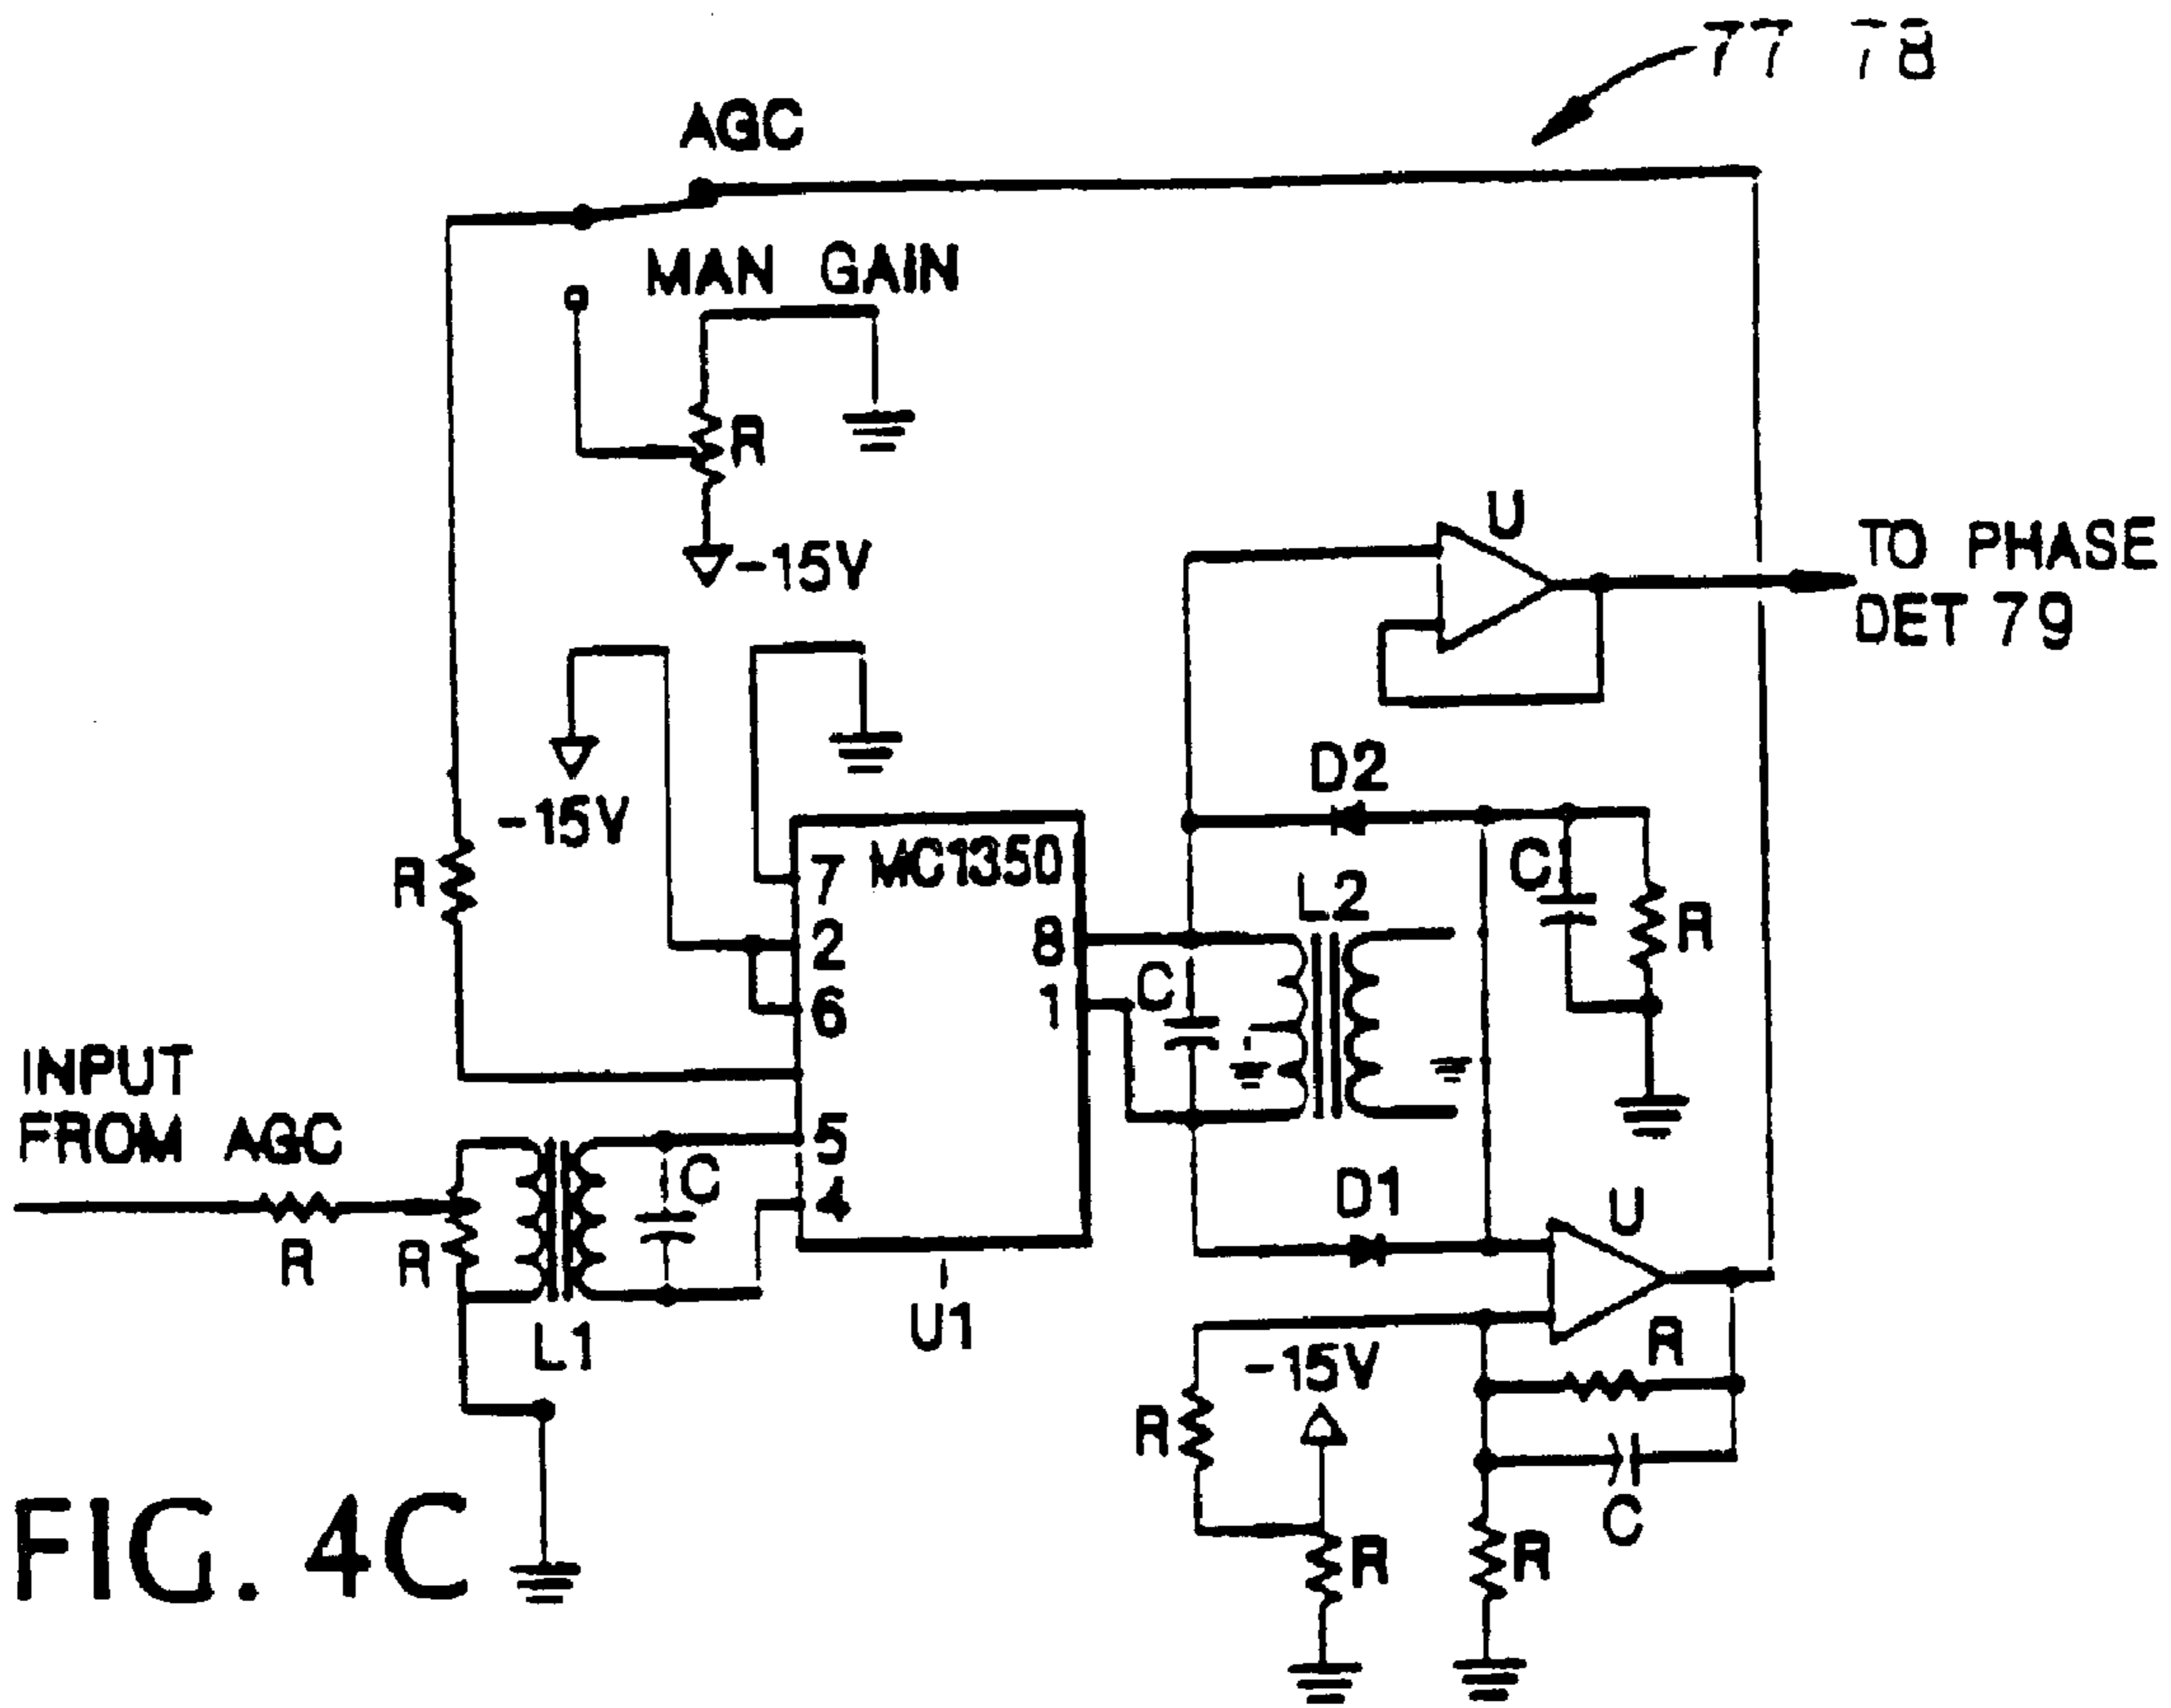 77 78
AGC
MAN GAIN
R
-15V
U
TO PHASE
DET 79
-15V
D2
R
7
MC1350
C
L2
R
2
8
C
6
1
INPUT
FROM AGC
5
C
4
D1
U
R
R
L1
U1
R
-15V
R
C
R
R
FIG. 4C